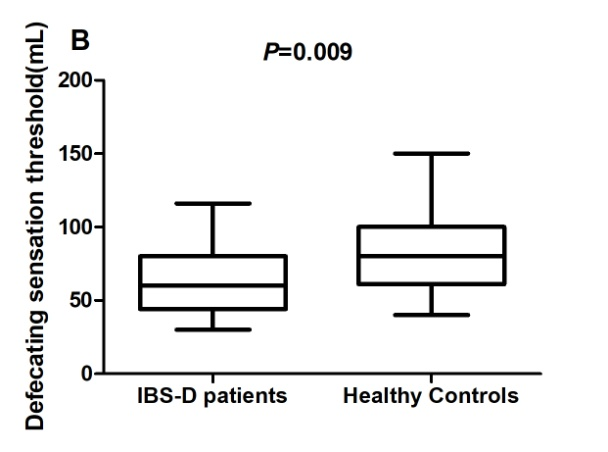 B
P=0.009
Defecating sensation threshold(mL)
200
150
100
50
0
IBS-D patients
Healthy Controls